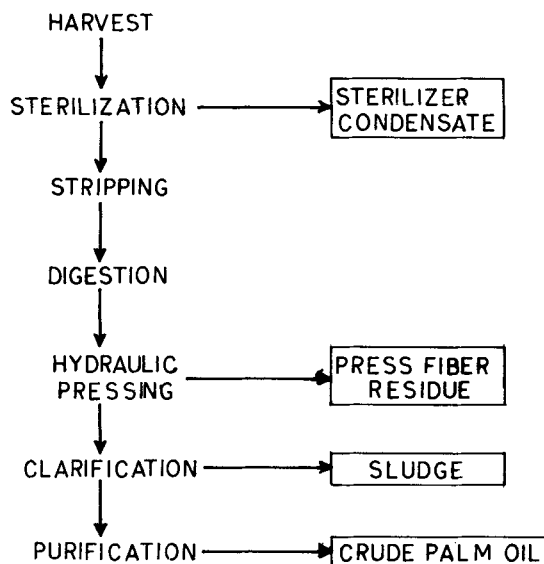 HARVEST
STERILIZATION
STERILIZER
CONDENSATE
STRIPPING
DIGESTION
HYDRAULIC
PRESSING
PRESS FIBER
RESIDUE
CLARIFICATION
SLUDGE
PURIFICATION
CRUDE PALM OIL